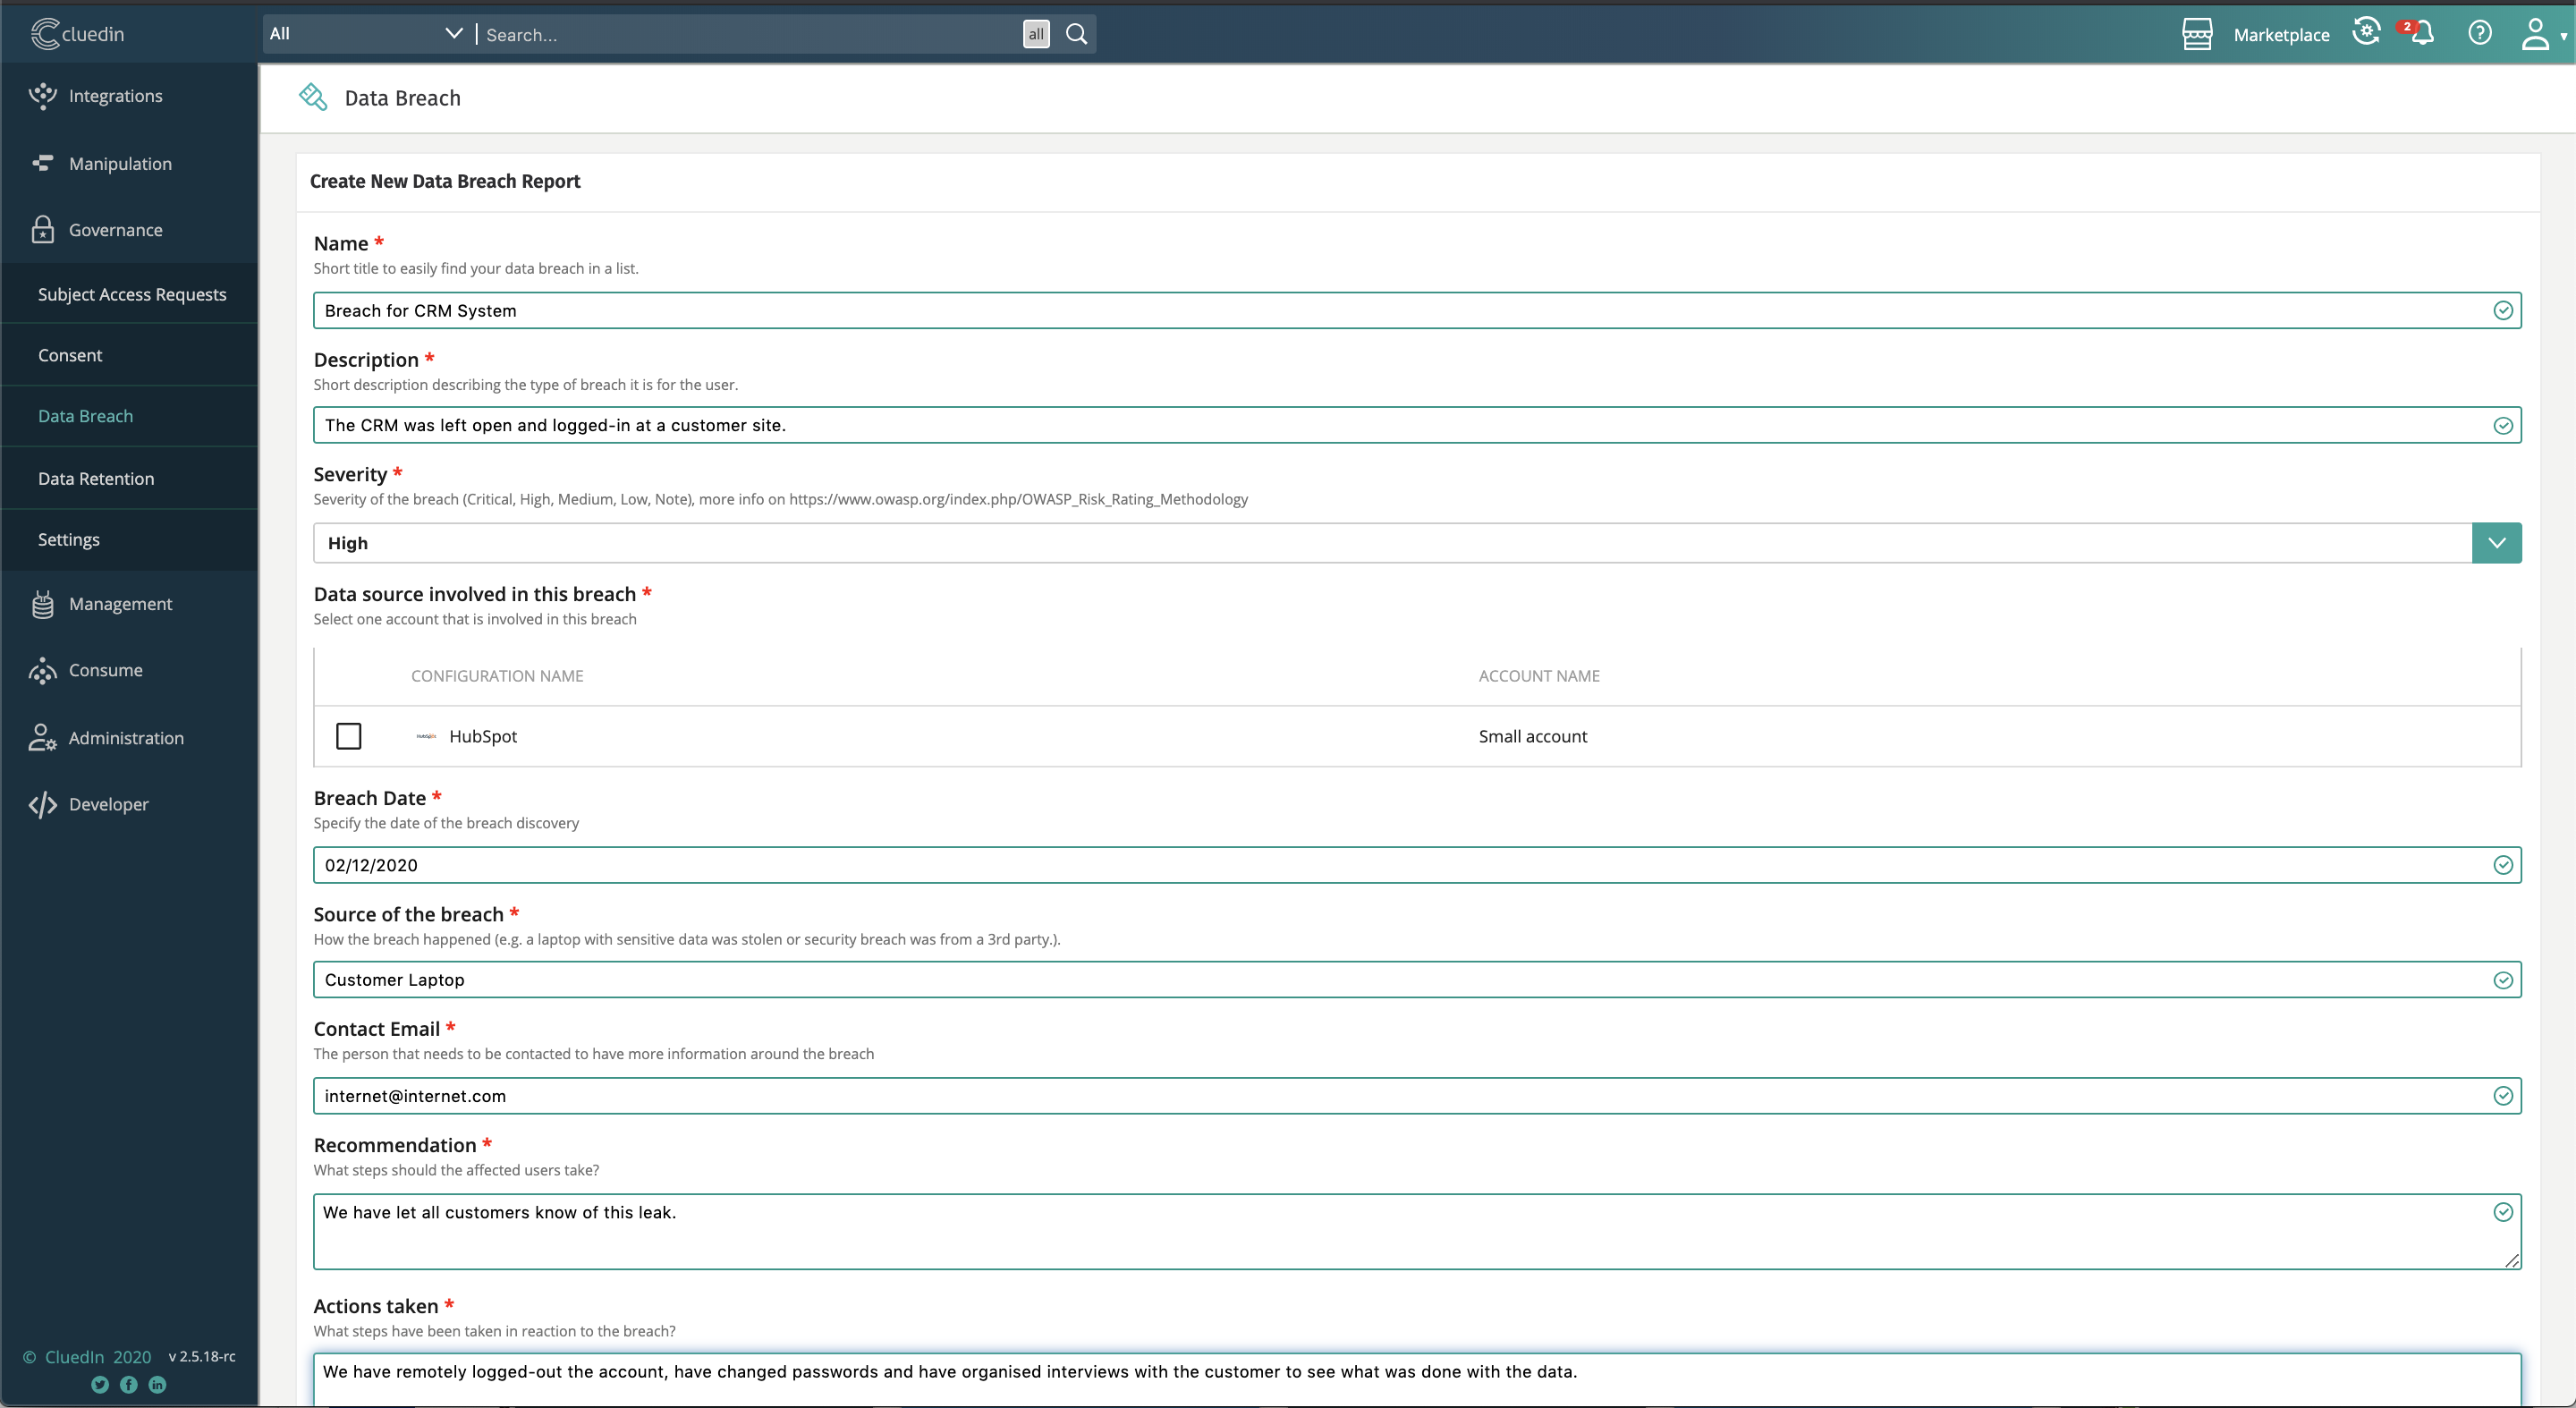 cluedin
All
Search...
all
Marketplace
2
Integrations
Manipulation
Governance
Subject Access Requests
Consent
Data Breach
Data Retention
Settings
Management
Consume
Administration
Developer
© CluedIn 2020 v 2.5.18-rc
Data Breach
Create New Data Breach Report
Name *
Short title to easily find your data breach in a list.
Breach for CRM System
Description *
Short description describing the type of breach it is for the user.
The CRM was left open and logged-in at a customer site.
Severity *
Severity of the breach (Critical, High, Medium, Low, Note), more info on https://www.owasp.org/index.php/OWASP_Risk_Rating_Methodology
High
Data source involved in this breach *
Select one account that is involved in this breach
CONFIGURATION NAME ACCOUNT NAME
HubSpot HubSpot Small account
Breach Date *
Specify the date of the breach discovery
02/12/2020
Source of the breach *
How the breach happened (e.g. a laptop with sensitive data was stolen or security breach was from a 3rd party.).
Customer Laptop
Contact Email *
The person that needs to be contacted to have more information around the breach
internet@internet.com
Recommendation *
What steps should the affected users take?
We have let all customers know of this leak.
Actions taken *
What steps have been taken in reaction to the breach?
We have remotely logged-out the account, have changed passwords and have organised interviews with the customer to see what was done with the data.